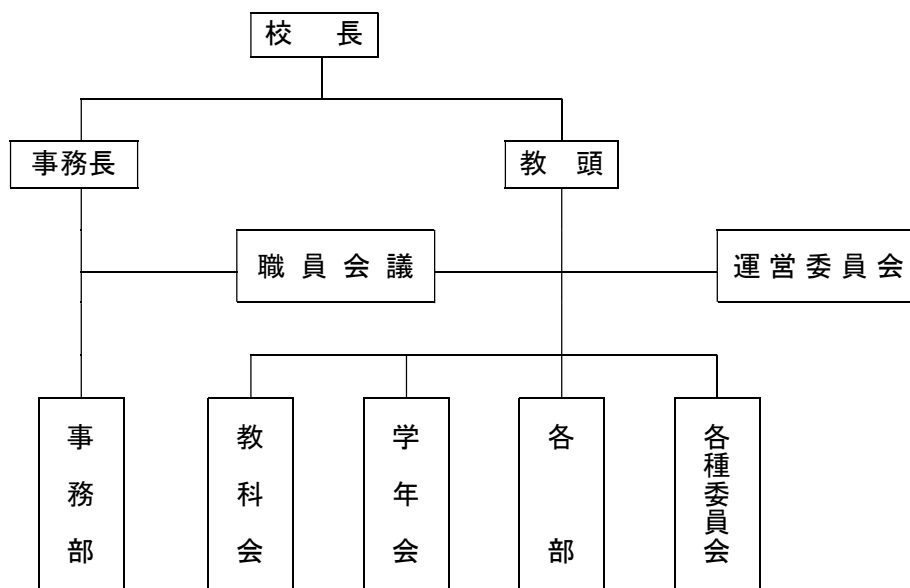 校長
事務長
教頭
職員会議
運営委員会
事務部
教科会
学年会
各部
各種委員会